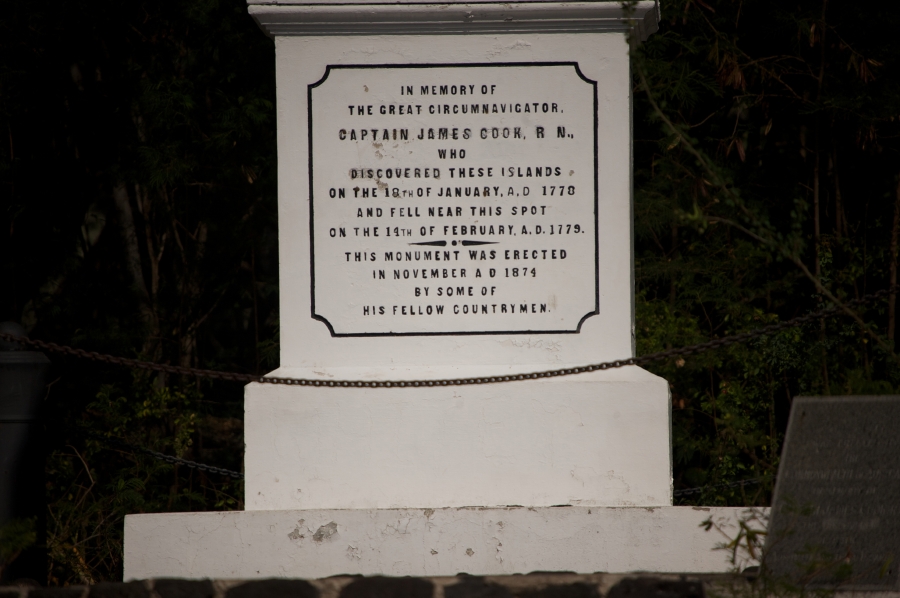 IN MEMORY OF
THE GREAT CIRCUMNAVIGATOR,
CAPTAIN JAMES COOK, R. N.,
WHO
DISCOVERED THESE ISLANDS
ON THE 18TH OF JANUARY, A.D 1778
AND FELL NEAR THIS SPOT
ON THE 14TH OF FEBRUARY, A.D. 1779.
THIS MONUMENT WAS ERECTED
IN NOVEMBER A D 1874
BY SOME OF
HIS FELLOW COUNTRYMEN.